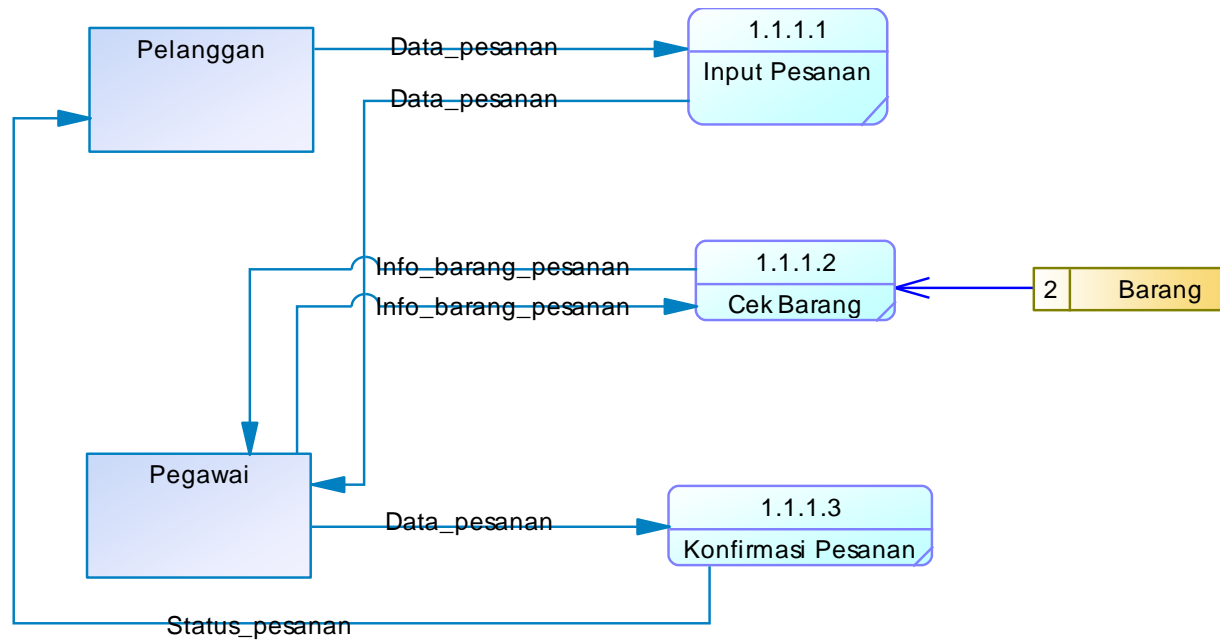 Pelanggan
Data_pesanan
1.1.1.1
Input Pesanan
Data_pesanan
Info_barang_pesanan
1.1.1.2
Info_barang_pesanan
Cek Barang
2
Barang
Pegawai
Data_pesanan
1.1.1.3
Konfirmasi Pesanan
Status_pesanan